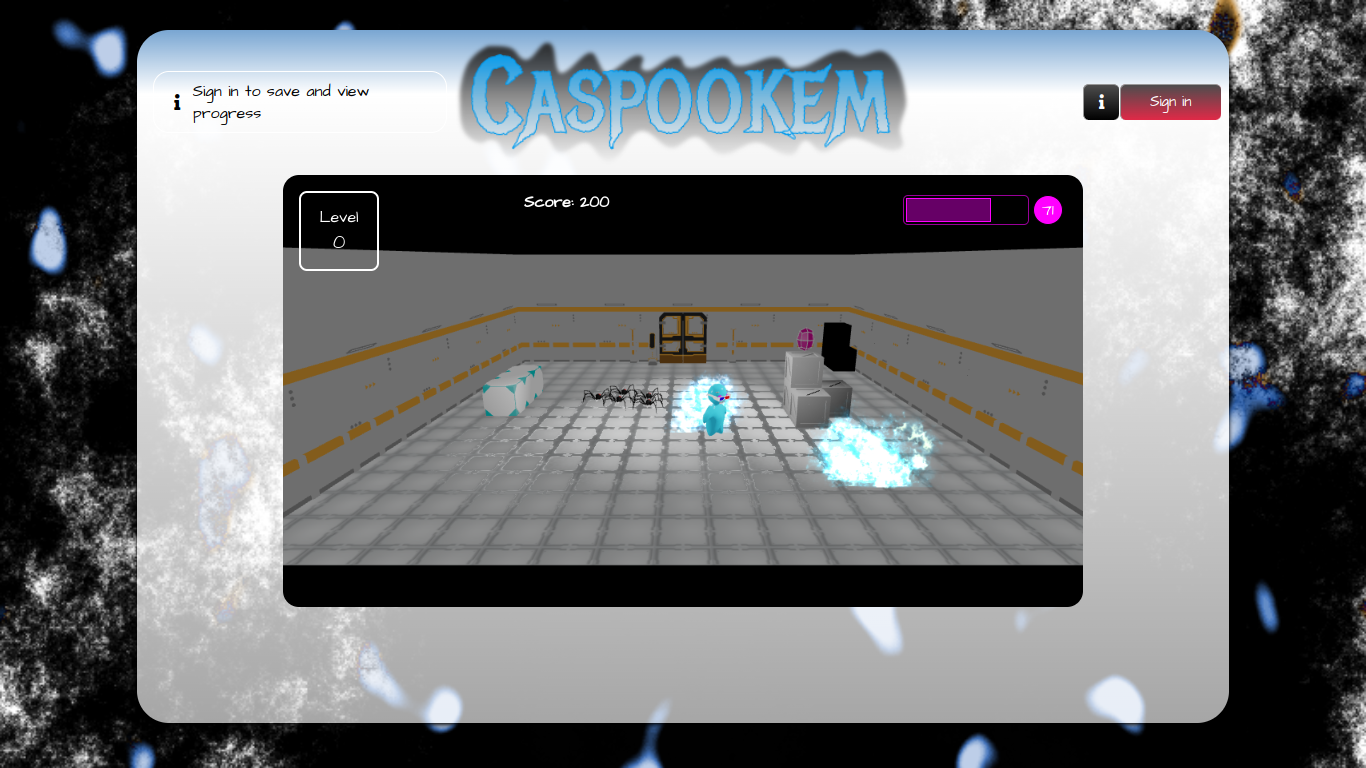 Sign in to save and view
progress
CASPOOKEM
Sign in
Level
0
Score: 200
71